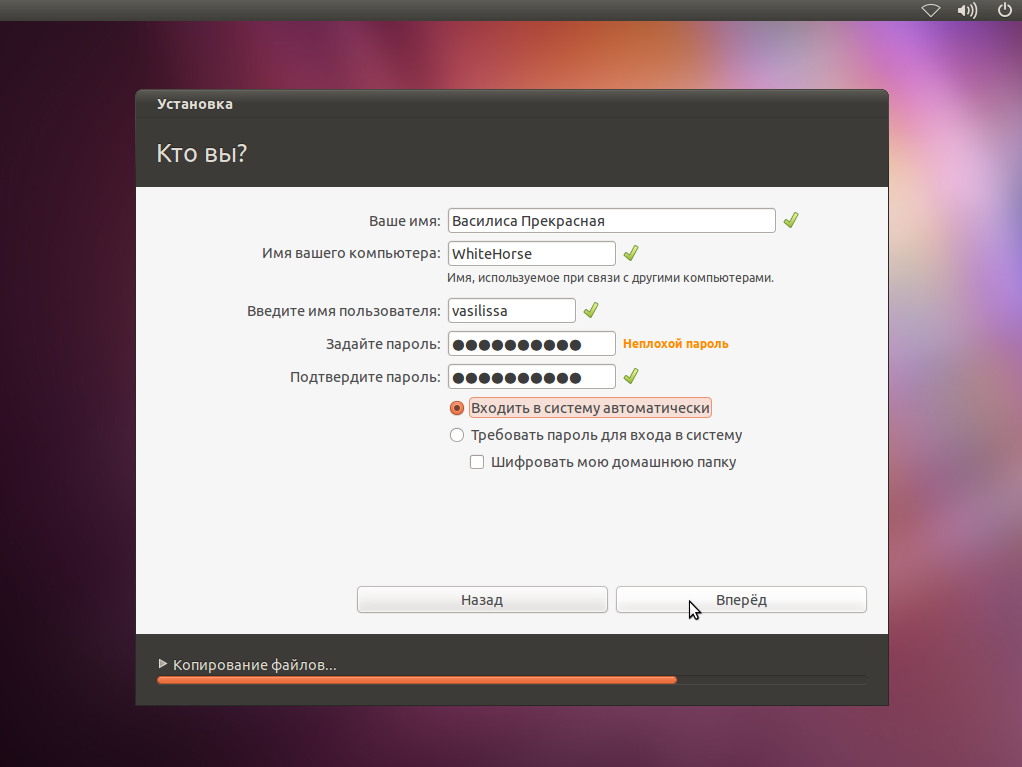 Установка
Кто вы?
Ваше имя: Василиса Прекрасная
Имя вашего компьютера: WhiteHorse
Имя, используемое при связи с другими компьютерами.
Введите имя пользователя: vasilissa
Задайте пароль: ●●●●●●●●●● Неплохой пароль
Подтвердите пароль: ●●●●●●●●●●
Входить в систему автоматически
Требовать пароль для входа в систему
Шифровать мою домашнюю папку
Назад Вперёд
Копирование файлов...